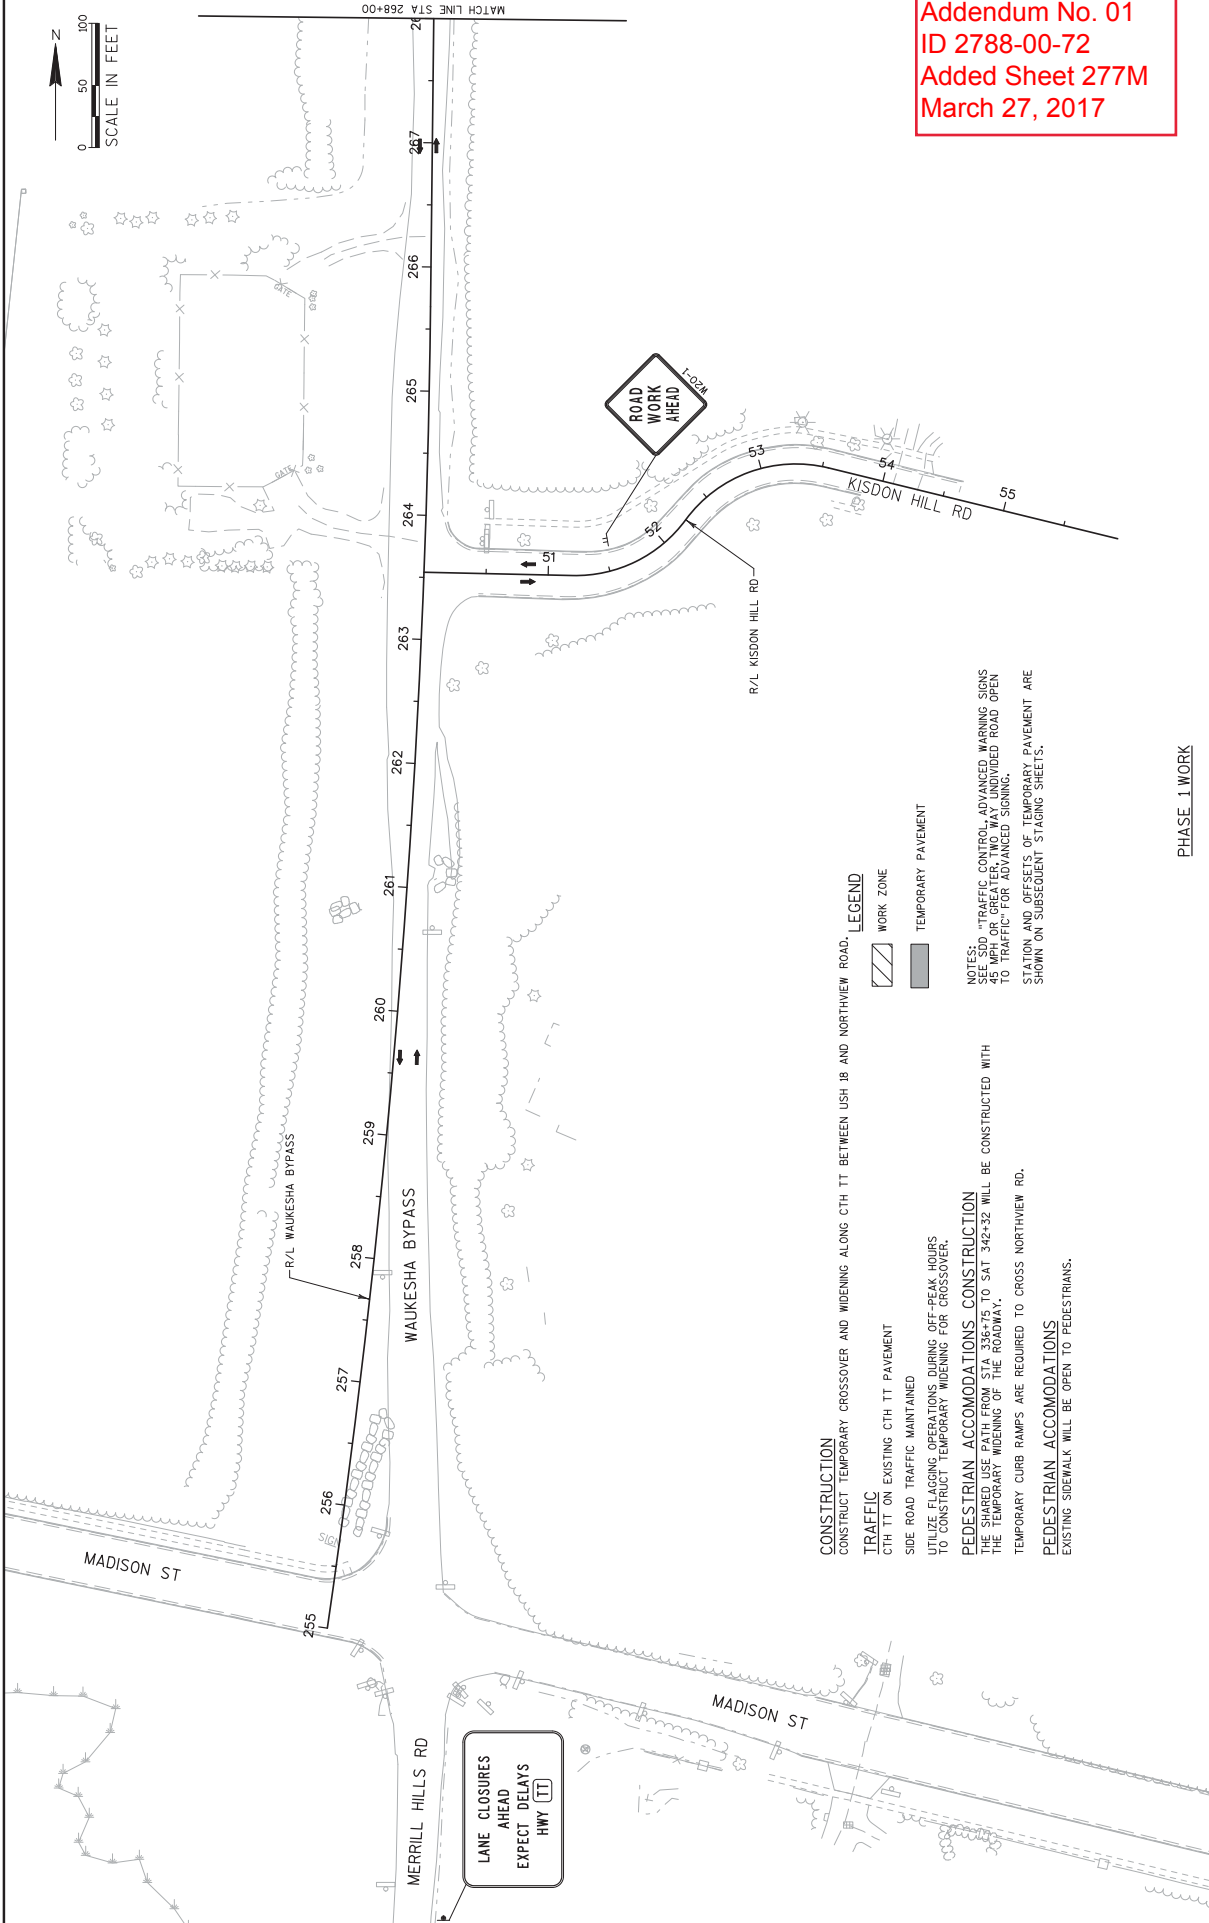 Addendum No. 01
ID 2788-00-72
Added Sheet 277M
March 27, 2017
MATCH LINE STA 268+00
N
0 50 100
SCALE IN FEET
26
267
266
265
264
263
262
261
260
259
258
257
256
255
GATE
GATE
ROAD
WORK
AHEAD
W20-1
51
52
53
54
55
KISDON HILL RD
R/L KISDON HILL RD
R/L WAUKESHA BYPASS
WAUKESHA BYPASS
SIGN
MADISON ST
MADISON ST
MERRILL HILLS RD
LANE CLOSURES
AHEAD
EXPECT DELAYS
HWY TT
CONSTRUCTION
CONSTRUCT TEMPORARY CROSSOVER AND WIDENING ALONG CTH TT BETWEEN USH 18 AND NORTHVIEW ROAD.
TRAFFIC
CTH TT ON EXISTING CTH TT PAVEMENT
SIDE ROAD TRAFFIC MAINTAINED
UTILIZE FLAGGING OPERATIONS DURING OFF-PEAK HOURS
TO CONSTRUCT TEMPORARY WIDENING FOR CROSSOVER.
PEDESTRIAN ACCOMODATIONS CONSTRUCTION
THE SHARED USE PATH FROM STA 336+75 TO SAT 342+32 WILL BE CONSTRUCTED WITH
THE TEMPORARY WIDENING OF THE ROADWAY.
TEMPORARY CURB RAMPS ARE REQUIRED TO CROSS NORTHVIEW RD.
PEDESTRIAN ACCOMODATIONS
EXISTING SIDEWALK WILL BE OPEN TO PEDESTRIANS.
LEGEND
WORK ZONE
TEMPORARY PAVEMENT
NOTES:
SEE SDD "TRAFFIC CONTROL, ADVANCED WARNING SIGNS
45 MPH OR GREATER, TWO WAY UNDIVIDED ROAD OPEN
TO TRAFFIC" FOR ADVANCED SIGNING.
STATION AND OFFSETS OF TEMPORARY PAVEMENT ARE
SHOWN ON SUBSEQUENT STAGING SHEETS.
PHASE 1 WORK